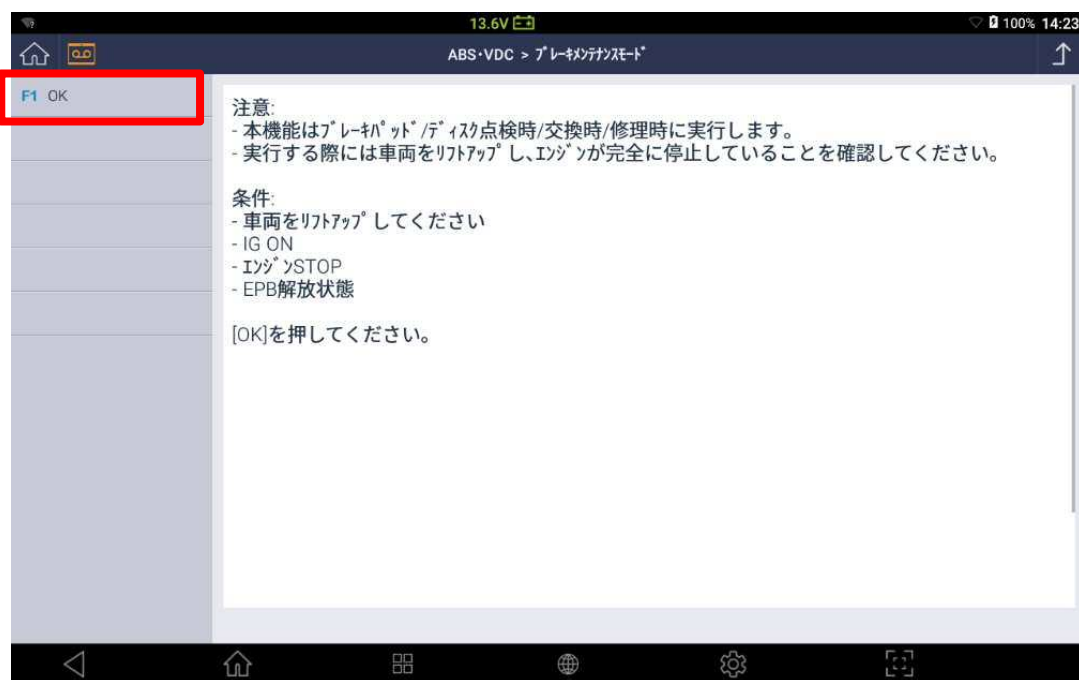 13.6V
100% 14:23
ABS･VDC > ﾌﾞﾚｰｷﾒﾝﾃﾅﾝｽﾓｰﾄﾞ
F1 OK
注意:
- 本機能はﾌﾞﾚｰｷﾊﾟｯﾄﾞ/ﾃﾞｨｽｸ点検時/交換時/修理時に実行します。
- 実行する際には車両をﾘﾌﾄｱｯﾌﾟし､ｴﾝｼﾞﾝが完全に停止していることを確認してください。
条件:
- 車両をﾘﾌﾄｱｯﾌﾟしてください
- IG ON
- ｴﾝｼﾞﾝSTOP
- EPB解放状態
[OK]を押してください。